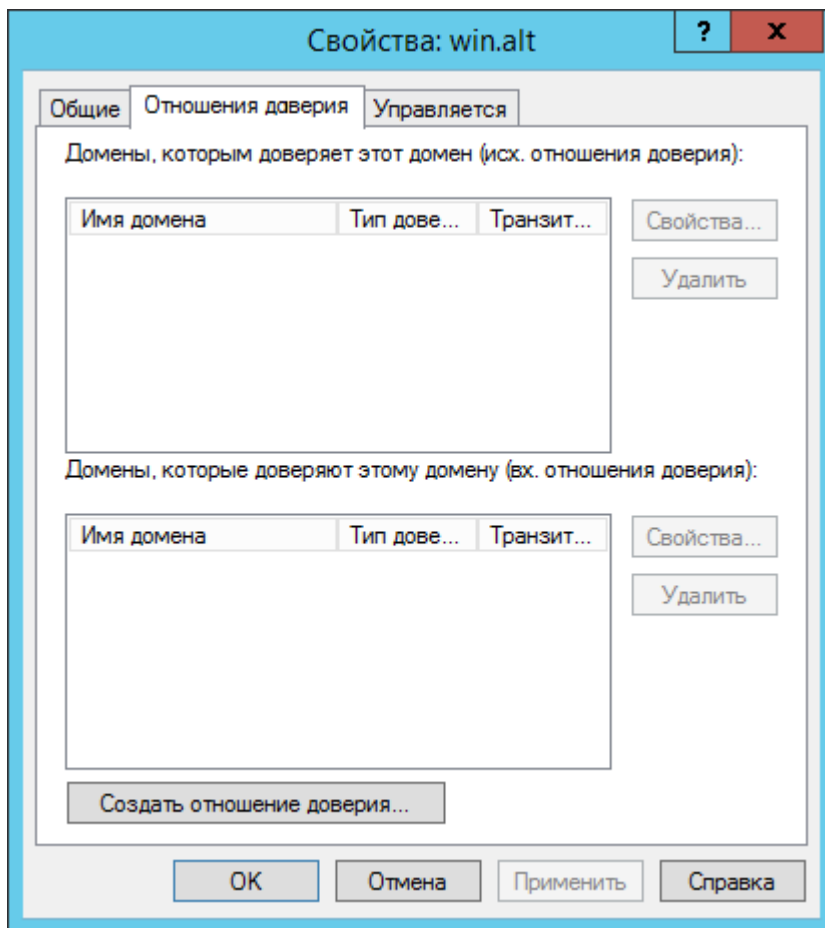 Свойства: win.alt
?
x
Общие Отношения доверия Управляется
Домены, которым доверяет этот домен (исх. отношения доверия):
Имя домена Тип дове... Транзит... Свойства...
Удалить
Домены, которые доверяют этому домену (вх. отношения доверия):
Имя домена Тип дове... Транзит... Свойства...
Удалить
Создать отношение доверия...
ОК Отмена Применить Справка